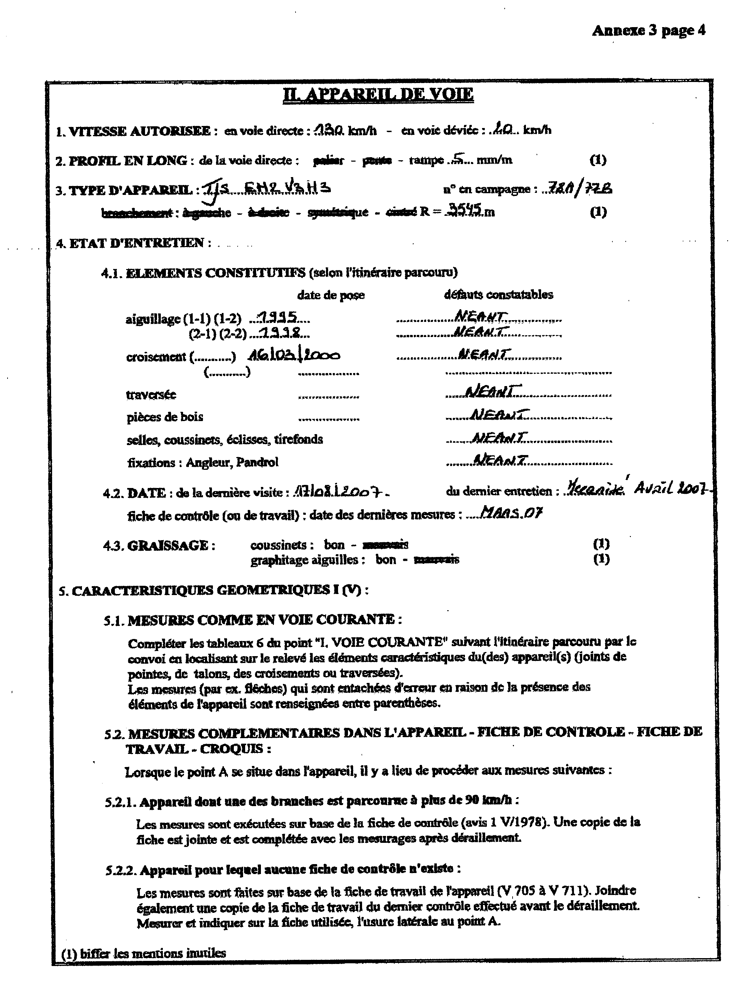 Annexe 3 page 4
II. APPAREIL DE VOIE
1. VITESSE AUTORISEE : en voie directe : .130. km/h - en voie déviée : ..km/h
2. PROFIL EN LONG : de la voie directe : palier - pente - rampe ..5... mm/m (1)
3. TYPE D'APPAREIL : TJS EH2 V3 H3 n° en campagne : ..78A/77B
branchement : à gauche - à droite - symétrique - cintré R = .3545.m (1)
4. ETAT D'ENTRETIEN :
4.1. ELEMENTS CONSTITUTIFS (selon l'itinéraire parcouru)
date de pose défauts constatables
aiguillage (1-1) (1-2) ...1995.... NEANT
(2-1) (2-2) ....1998... NEANT
croisement (...........) 16/03/2000 NEANT
(...........) ................. .................
traversée ................. NEANT
pièces de bois ................. NEANT
selles, coussinets, éclisses, tirefonds NEANT
fixations : Angleur, Pandrol NEANT
4.2. DATE : de la dernière visite : 17/08/2007. du dernier entretien : Mécanisé Avril 2007.
fiche de contrôle (ou de travail) : date des dernières mesures : ....MARS.07
4.3. GRAISSAGE : coussinets : bon - mauvais (1)
graphitage aiguilles : bon - mauvais (1)
5. CARACTERISTIQUES GEOMETRIQUES I (V) :
5.1. MESURES COMME EN VOIE COURANTE :
Compléter les tableaux 6 du point "I. VOIE COURANTE" suivant l'itinéraire parcouru par le
convoi en localisant sur le relevé les éléments caractéristiques du(des) appareil(s) (joints de
pointes, de talons, des croisements ou traversées).
Les mesures (par ex. flèches) qui sont entachées d'erreur en raison de la présence des
éléments de l'appareil sont renseignées entre parenthèses.
5.2. MESURES COMPLEMENTAIRES DANS L'APPAREIL - FICHE DE CONTROLE - FICHE DE
TRAVAIL - CROQUIS :
Lorsque le point A se situe dans l'appareil, il y a lieu de procéder aux mesures suivantes :
5.2.1. Appareil dont une des branches est parcourue à plus de 90 km/h :
Les mesures sont exécutées sur base de la fiche de contrôle (avis 1 V/1978). Une copie de la
fiche est jointe et est complétée avec les mesurages après déraillement.
5.2.2. Appareil pour lequel aucune fiche de contrôle n'existe :
Les mesures sont faites sur base de la fiche de travail de l'appareil (V 705 à V 711). Joindre
également une copie de la fiche de travail du dernier contrôle effectué avant le déraillement.
Mesurer et indiquer sur la fiche utilisée, l'usure latérale au point A.
(1) biffer les mentions inutiles